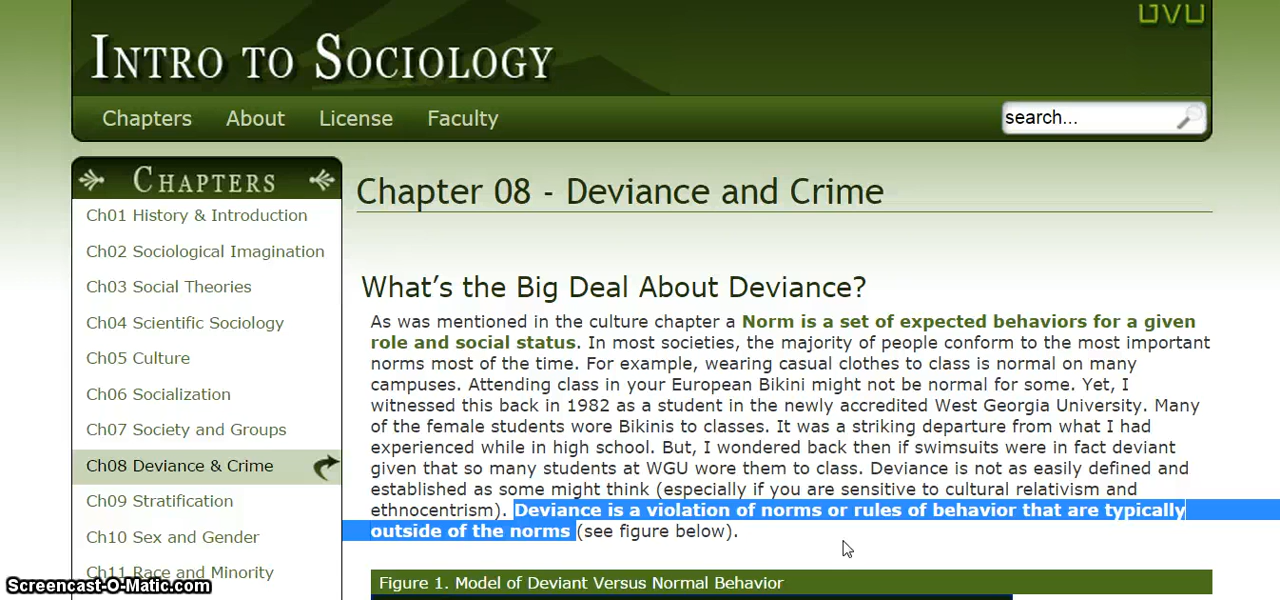 UVU
INTRO TO SOCIOLOGY
Chapters About License Faculty
search...
CHAPTERS
Ch01 History & Introduction
Ch02 Sociological Imagination
Ch03 Social Theories
Ch04 Scientific Sociology
Ch05 Culture
Ch06 Socialization
Ch07 Society and Groups
Ch08 Deviance & Crime
Ch09 Stratification
Ch10 Sex and Gender
Ch11 Race and Minority
Chapter 08 - Deviance and Crime
What's the Big Deal About Deviance?
As was mentioned in the culture chapter a Norm is a set of expected behaviors for a given
role and social status. In most societies, the majority of people conform to the most important
norms most of the time. For example, wearing casual clothes to class is normal on many
campuses. Attending class in your European Bikini might not be normal for some. Yet, I
witnessed this back in 1982 as a student in the newly accredited West Georgia University. Many
of the female students wore Bikinis to classes. It was a striking departure from what I had
experienced while in high school. But, I wondered back then if swimsuits were in fact deviant
given that so many students at WGU wore them to class. Deviance is not as easily defined and
established as some might think (especially if you are sensitive to cultural relativism and
ethnocentrism). Deviance is a violation of norms or rules of behavior that are typically
outside of the norms (see figure below).
Figure 1. Model of Deviant Versus Normal Behavior
Screencast-O-Matic.com